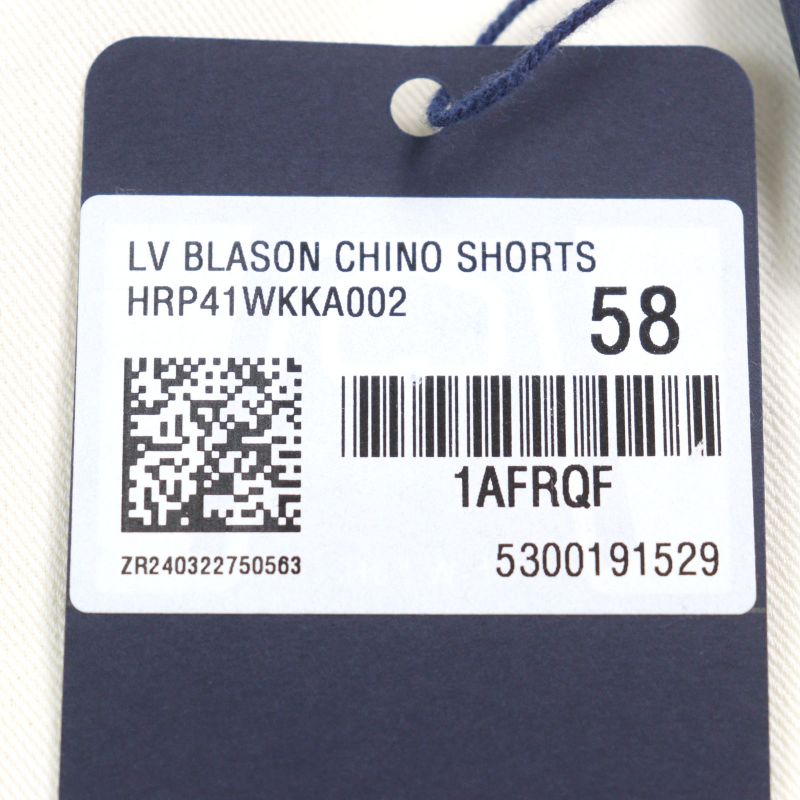 LV BLASON CHINO SHORTS
HRP41WKKA002
58
1AFRQF
ZR240322750563
5300191529